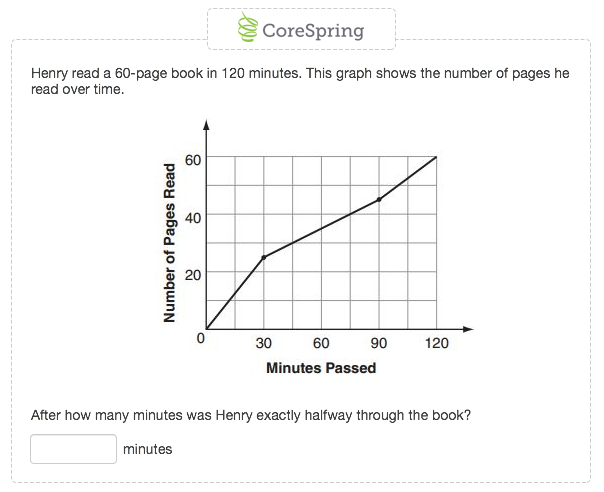 CoreSpring
Henry read a 60-page book in 120 minutes. This graph shows the number of pages he
read over time.
Number of Pages Read
60
40
20
0
30 60 90 120
Minutes Passed
After how many minutes was Henry exactly halfway through the book?
minutes